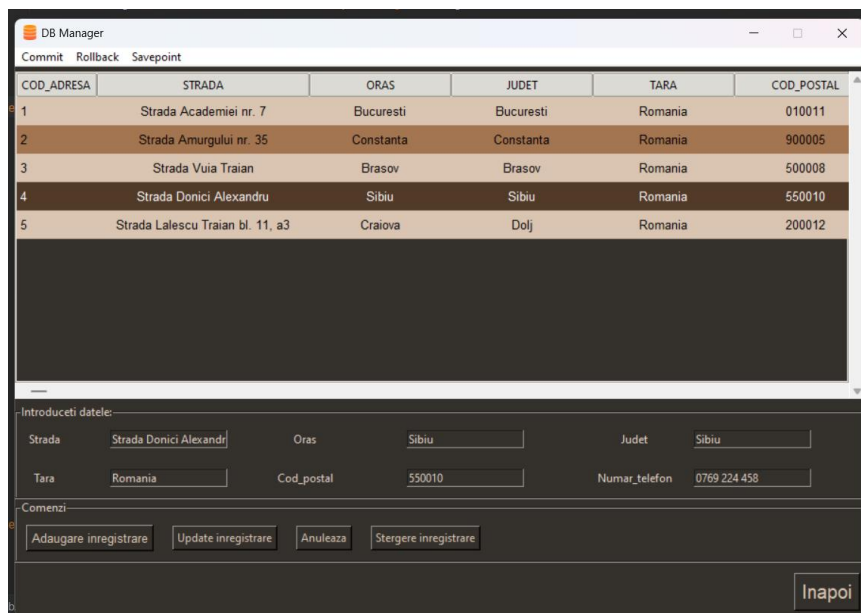 DB Manager
Commit Rollback Savepoint
COD_ADRESA STRADA ORAS JUDET TARA COD_POSTAL
1 Strada Academiei nr. 7 Bucuresti Bucuresti Romania 010011
2 Strada Amurgului nr. 35 Constanta Constanta Romania 900005
3 Strada Vuia Traian Brasov Brasov Romania 500008
4 Strada Donici Alexandru Sibiu Sibiu Romania 550010
5 Strada Lalescu Traian bl. 11, a3 Craiova Dolj Romania 200012
Introduceti datele:
Strada Strada Donici Alexandr Oras Sibiu Judet Sibiu
Tara Romania Cod_postal 550010 Numar_telefon 0769 224 458
Comenzi
Adaugare inregistrare Update inregistrare Anuleaza Stergere inregistrare
Inapoi